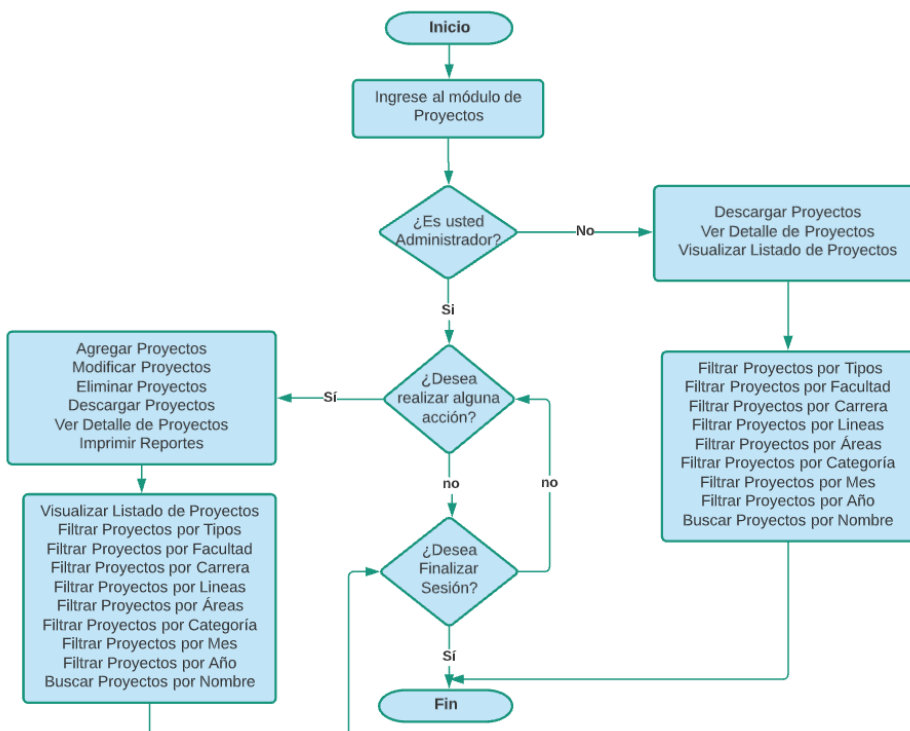 Inicio
Ingrese al módulo de
Proyectos
¿Es usted
Administrador?
No
Descargar Proyectos
Ver Detalle de Proyectos
Visualizar Listado de Proyectos
Si
Agregar Proyectos
Modificar Proyectos
Eliminar Proyectos
Descargar Proyectos
Ver Detalle de Proyectos
Imprimir Reportes
Sí
¿Desea
realizar alguna
acción?
Filtrar Proyectos por Tipos
Filtrar Proyectos por Facultad
Filtrar Proyectos por Carrera
Filtrar Proyectos por Lineas
Filtrar Proyectos por Áreas
Filtrar Proyectos por Categoría
Filtrar Proyectos por Mes
Filtrar Proyectos por Año
Buscar Proyectos por Nombre
no
no
Visualizar Listado de Proyectos
Filtrar Proyectos por Tipos
Filtrar Proyectos por Facultad
Filtrar Proyectos por Carrera
Filtrar Proyectos por Lineas
Filtrar Proyectos por Áreas
Filtrar Proyectos por Categoría
Filtrar Proyectos por Mes
Filtrar Proyectos por Año
Buscar Proyectos por Nombre
¿Desea
Finalizar
Sesión?
Sí
Fin